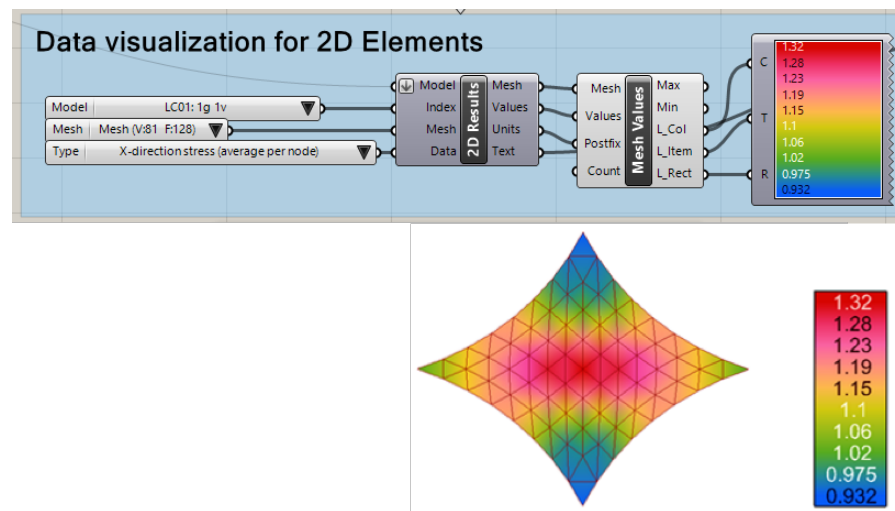 Data visualization for 2D Elements
Model LC01: 1g 1v
Mesh Mesh (V:81 F:128)
Type X-direction stress (average per node)
Model
Index
Mesh
Data
2D Results
Mesh
Values
Units
Text
Mesh
Values
Postfix
Count
Mesh Values
Max
Min
L_Col
L_Item
L_Rect
C
T
R
1.32
1.28
1.23
1.19
1.15
1.1
1.06
1.02
0.975
0.932
1.32
1.28
1.23
1.19
1.15
1.1
1.06
1.02
0.975
0.932